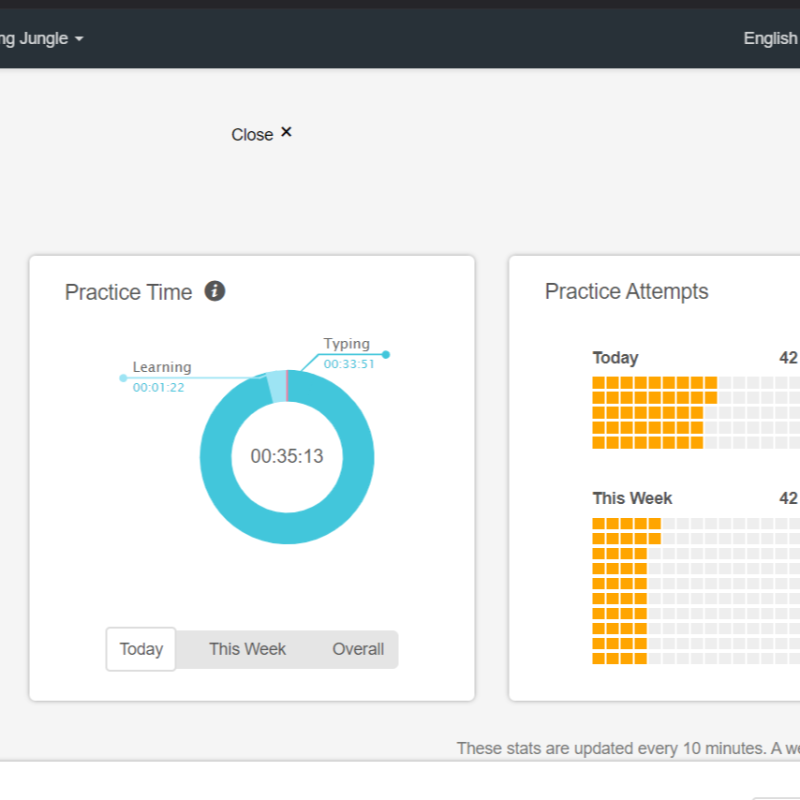 ng Jungle
English
Close ×
Practice Time i
Typing
00:33:51
Learning
00:01:22
00:35:13
Today This Week Overall
Practice Attempts
Today 42
This Week 42
These stats are updated every 10 minutes. A we